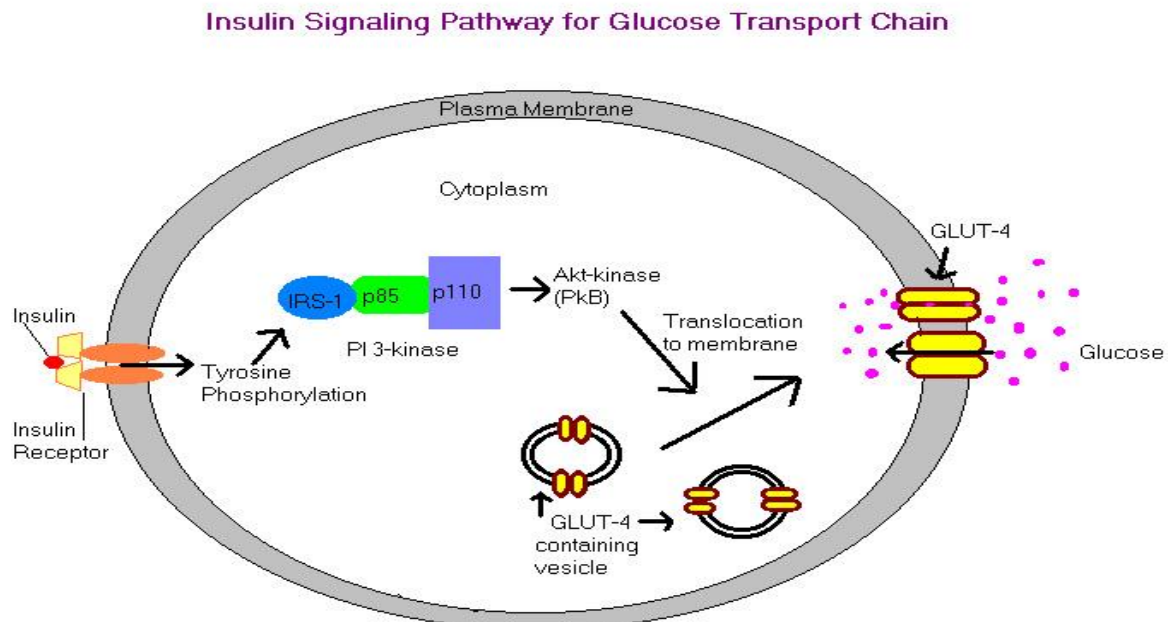 Insulin Signaling Pathway for Glucose Transport Chain
Plasma Membrane
Cytoplasm
GLUT-4
IRS-1
p85
p110
Akt-kinase
(PkB)
Insulin
PI 3-kinase
Translocation
to membrane
Glucose
Tyrosine
Phosphorylation
Insulin
Receptor
GLUT-4
containing
vesicle